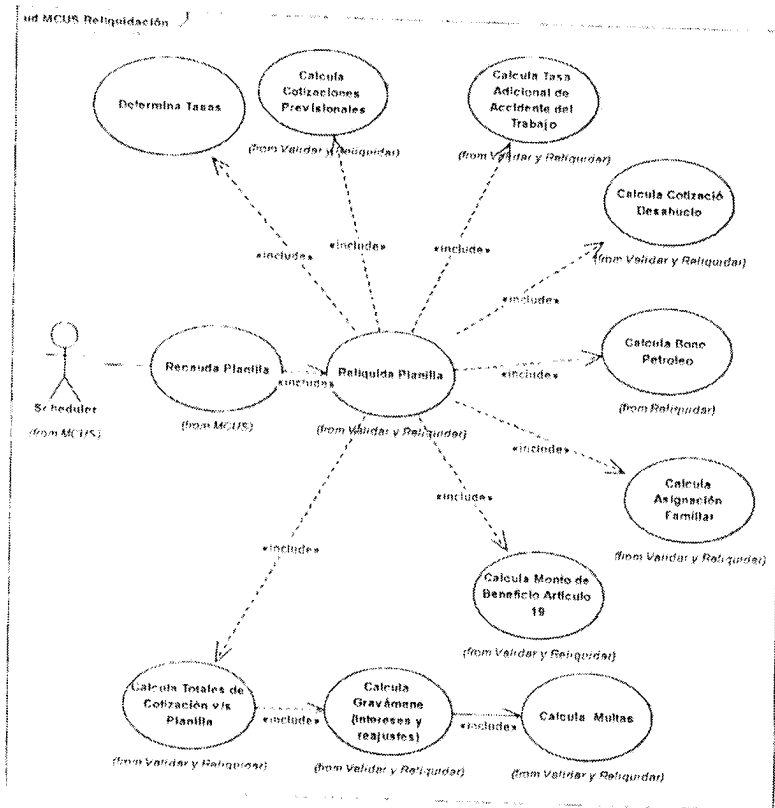 ud MCUS Reliquidación
Determina Tasas
Calcula
Cotizaciones
Previsionales
(from Validar y Reliquidar)
Calcula Tasa
Adicional de
Accidente del
Trabajo
(from Validar y Reliquidar)
Calcula Cotizació
Desahucio
(from Validar y Reliquidar)
«include»
«include»
«include»
«include»
Scheduler
(from MCUS)
Recauda Planilla
(from MCUS)
«include»
Reliquida Planilla
(from Validar y Reliquidar)
«include»
Calcula Bono
Petroleo
(from Reliquidar)
«include»
Calcula
Asignación
Familiar
(from Validar y Reliquidar)
«include»
Calcula Monto de
Beneficio Artículo
19
(from Validar y Reliquidar)
«include»
Calcula Totales de
Cotización v/s
Planilla
(from Validar y Reliquidar)
«include»
Calcula
Gravámene
(Intereses y
reajustes)
(from Validar y Reliquidar)
«include»
Calcula Multas
(from Validar y Reliquidar)